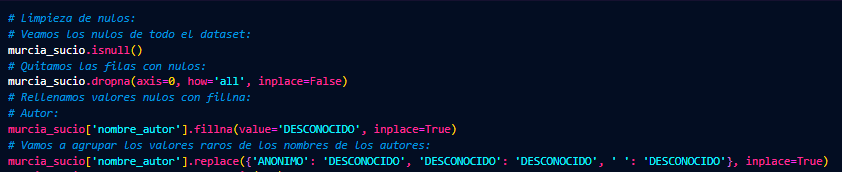 # Limpieza de nulos:
# Veamos los nulos de todo el dataset:
murcia_sucio.isnull()
# Quitamos las filas con nulos:
murcia_sucio.dropna(axis=0, how='all', inplace=False)
# Rellenamos valores nulos con fillna:
# Autor:
murcia_sucio['nombre_autor'].fillna(value='DESCONOCIDO', inplace=True)
# Vamos a agrupar los valores raros de los nombres de los autores:
murcia_sucio['nombre_autor'].replace({'ANONIMO': 'DESCONOCIDO', 'DESCONOCIDO': 'DESCONOCIDO', ' ': 'DESCONOCIDO'}, inplace=True)